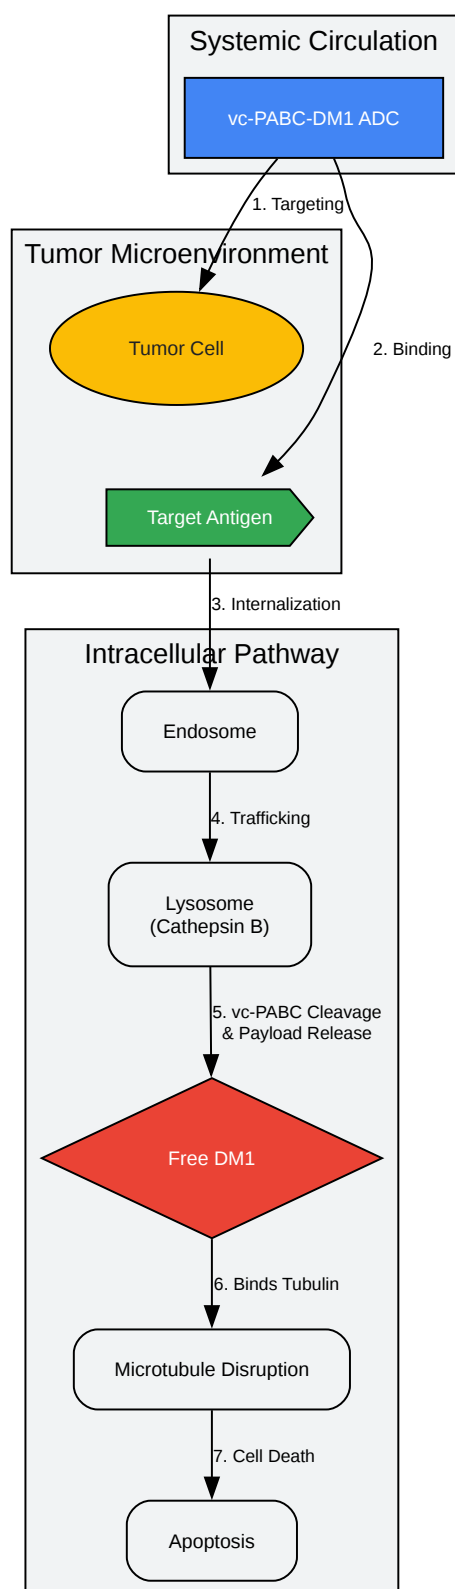 Systemic Circulation
vc-PABC-DM1 ADC
1. Targeting
Tumor Microenvironment
Tumor Cell
2. Binding
Target Antigen
3. Internalization
Intracellular Pathway
Endosome
4. Trafficking
Lysosome
(Cathepsin B)
5. vc-PABC Cleavage
& Payload Release
Free DM1
6. Binds Tubulin
Microtubule Disruption
7. Cell Death
Apoptosis